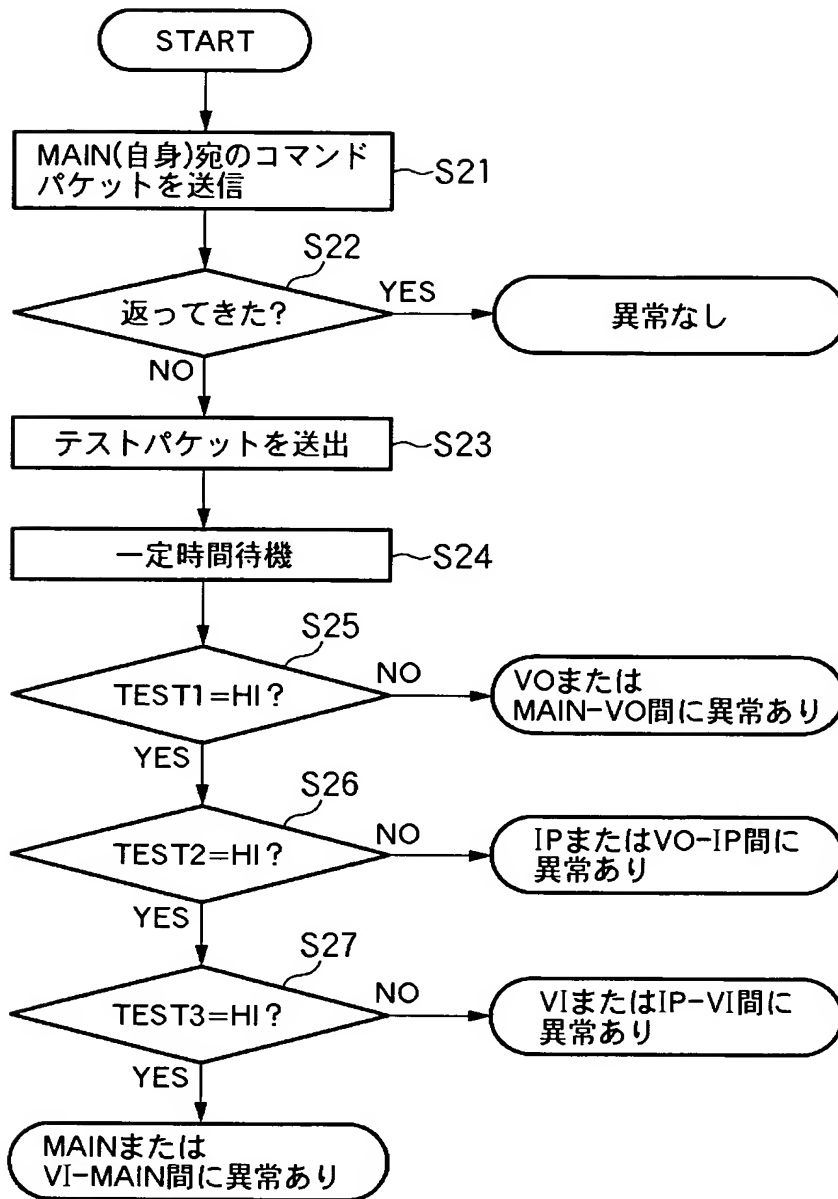 START
MAIN(自身)宛のコマンド
パケットを送信
S21
S22
返ってきた?
YES
異常なし
NO
テストパケットを送出
S23
一定時間待機
S24
S25
TEST1=HI?
NO
VOまたは
MAIN-VO間に異常あり
YES
S26
TEST2=HI?
NO
IPまたはVO-IP間に
異常あり
YES
S27
TEST3=HI?
NO
VIまたはIP-VI間に
異常あり
YES
MAINまたは
VI-MAIN間に異常あり